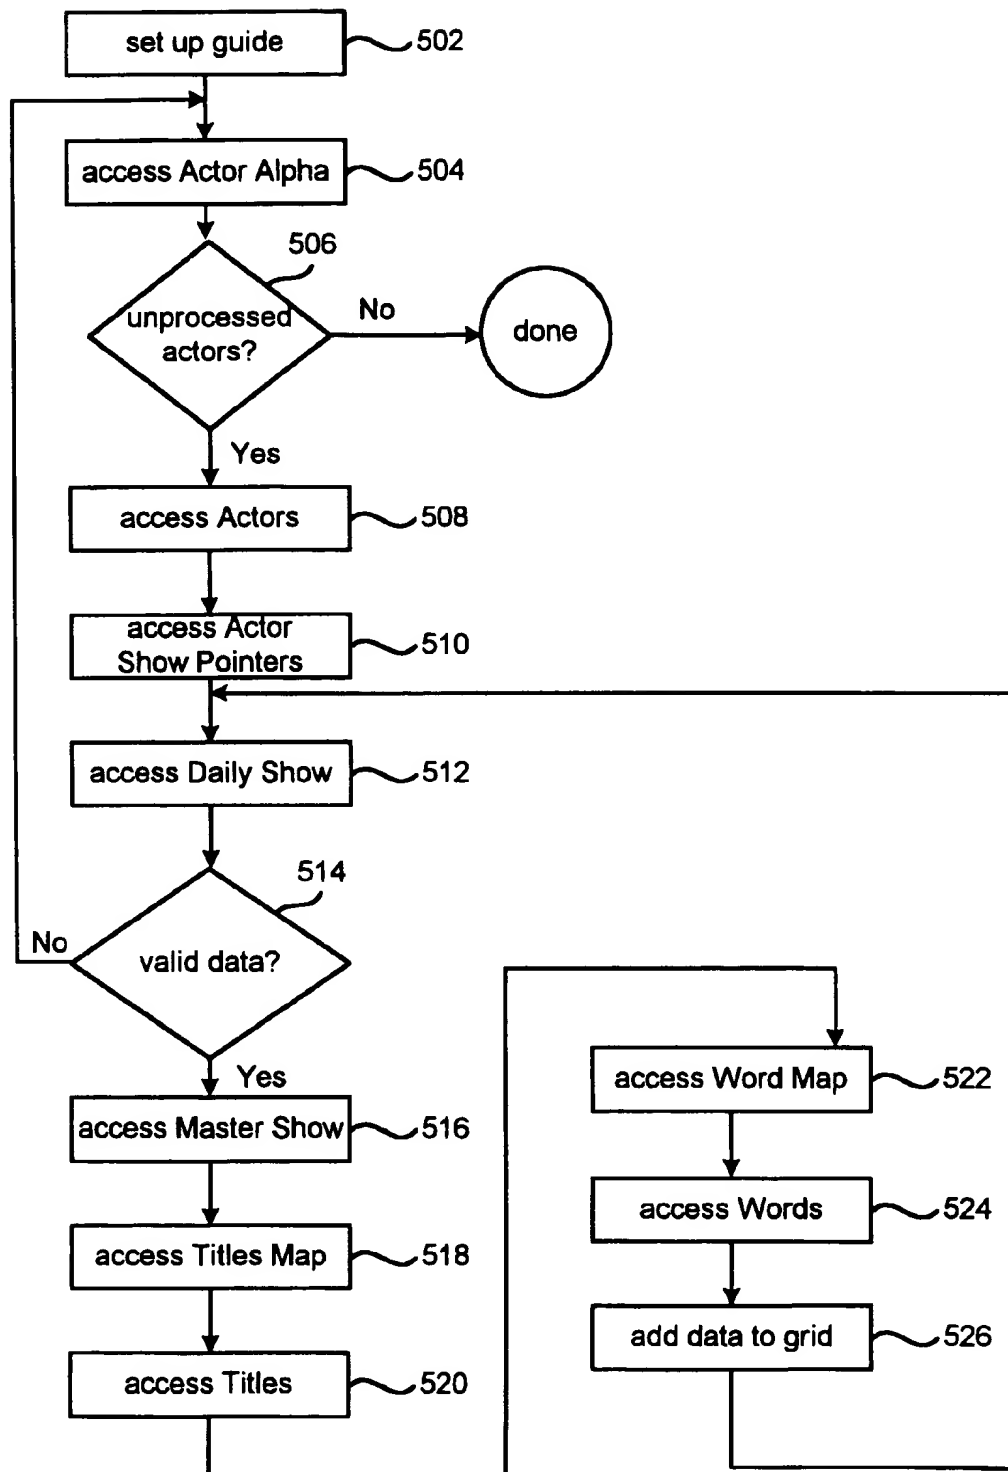 set up guide
502
access Actor Alpha
504
506
unprocessed
actors?
No
done
Yes
access Actors
508
access Actor
Show Pointers
510
access Daily Show
512
514
No
valid data?
Yes
access Master Show
516
access Titles Map
518
access Titles
520
access Word Map
522
access Words
524
add data to grid
526